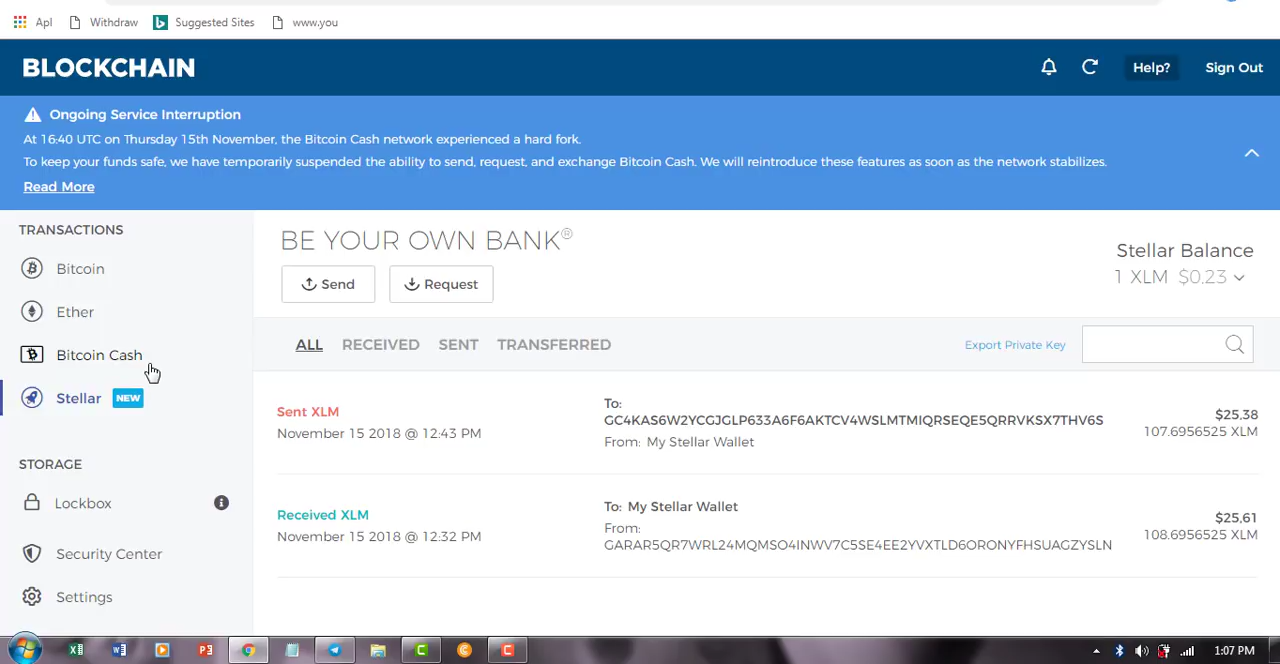 Apl Withdraw Suggested Sites www.you
BLOCKCHAIN
Help? Sign Out
Ongoing Service Interruption
At 16:40 UTC on Thursday 15th November, the Bitcoin Cash network experienced a hard fork.
To keep your funds safe, we have temporarily suspended the ability to send, request, and exchange Bitcoin Cash. We will reintroduce these features as soon as the network stabilizes.
Read More
TRANSACTIONS
Bitcoin
Ether
Bitcoin Cash
Stellar NEW
STORAGE
Lockbox
Security Center
Settings
BE YOUR OWN BANK®
Send Request
Stellar Balance
1 XLM $0.23
ALL RECEIVED SENT TRANSFERRED Export Private Key
Sent XLM
November 15 2018 @ 12:43 PM
To:
GC4KAS6W2YCGJGLP633A6F6AKTCV4WSLMTMIQRSEQE5QRRVKSX7THV6S
From: My Stellar Wallet
$25.38
107.6956525 XLM
Received XLM
November 15 2018 @ 12:32 PM
To: My Stellar Wallet
From:
GARAR5QR7WRL24MQMSO4INWV7C5SE4EE2YVXTLD6ORONYFHSUAGZYSLN
$25.61
108.6956525 XLM
1:07 PM